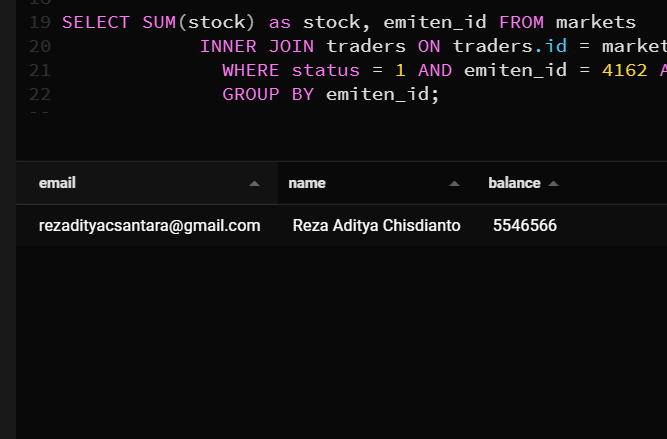 19 SELECT SUM(stock) as stock, emiten_id FROM markets
20 INNER JOIN traders ON traders.id = market
21 WHERE status = 1 AND emiten_id = 4162 A
22 GROUP BY emiten_id;
email name balance
rezadityacsantara@gmail.com Reza Aditya Chisdianto 5546566